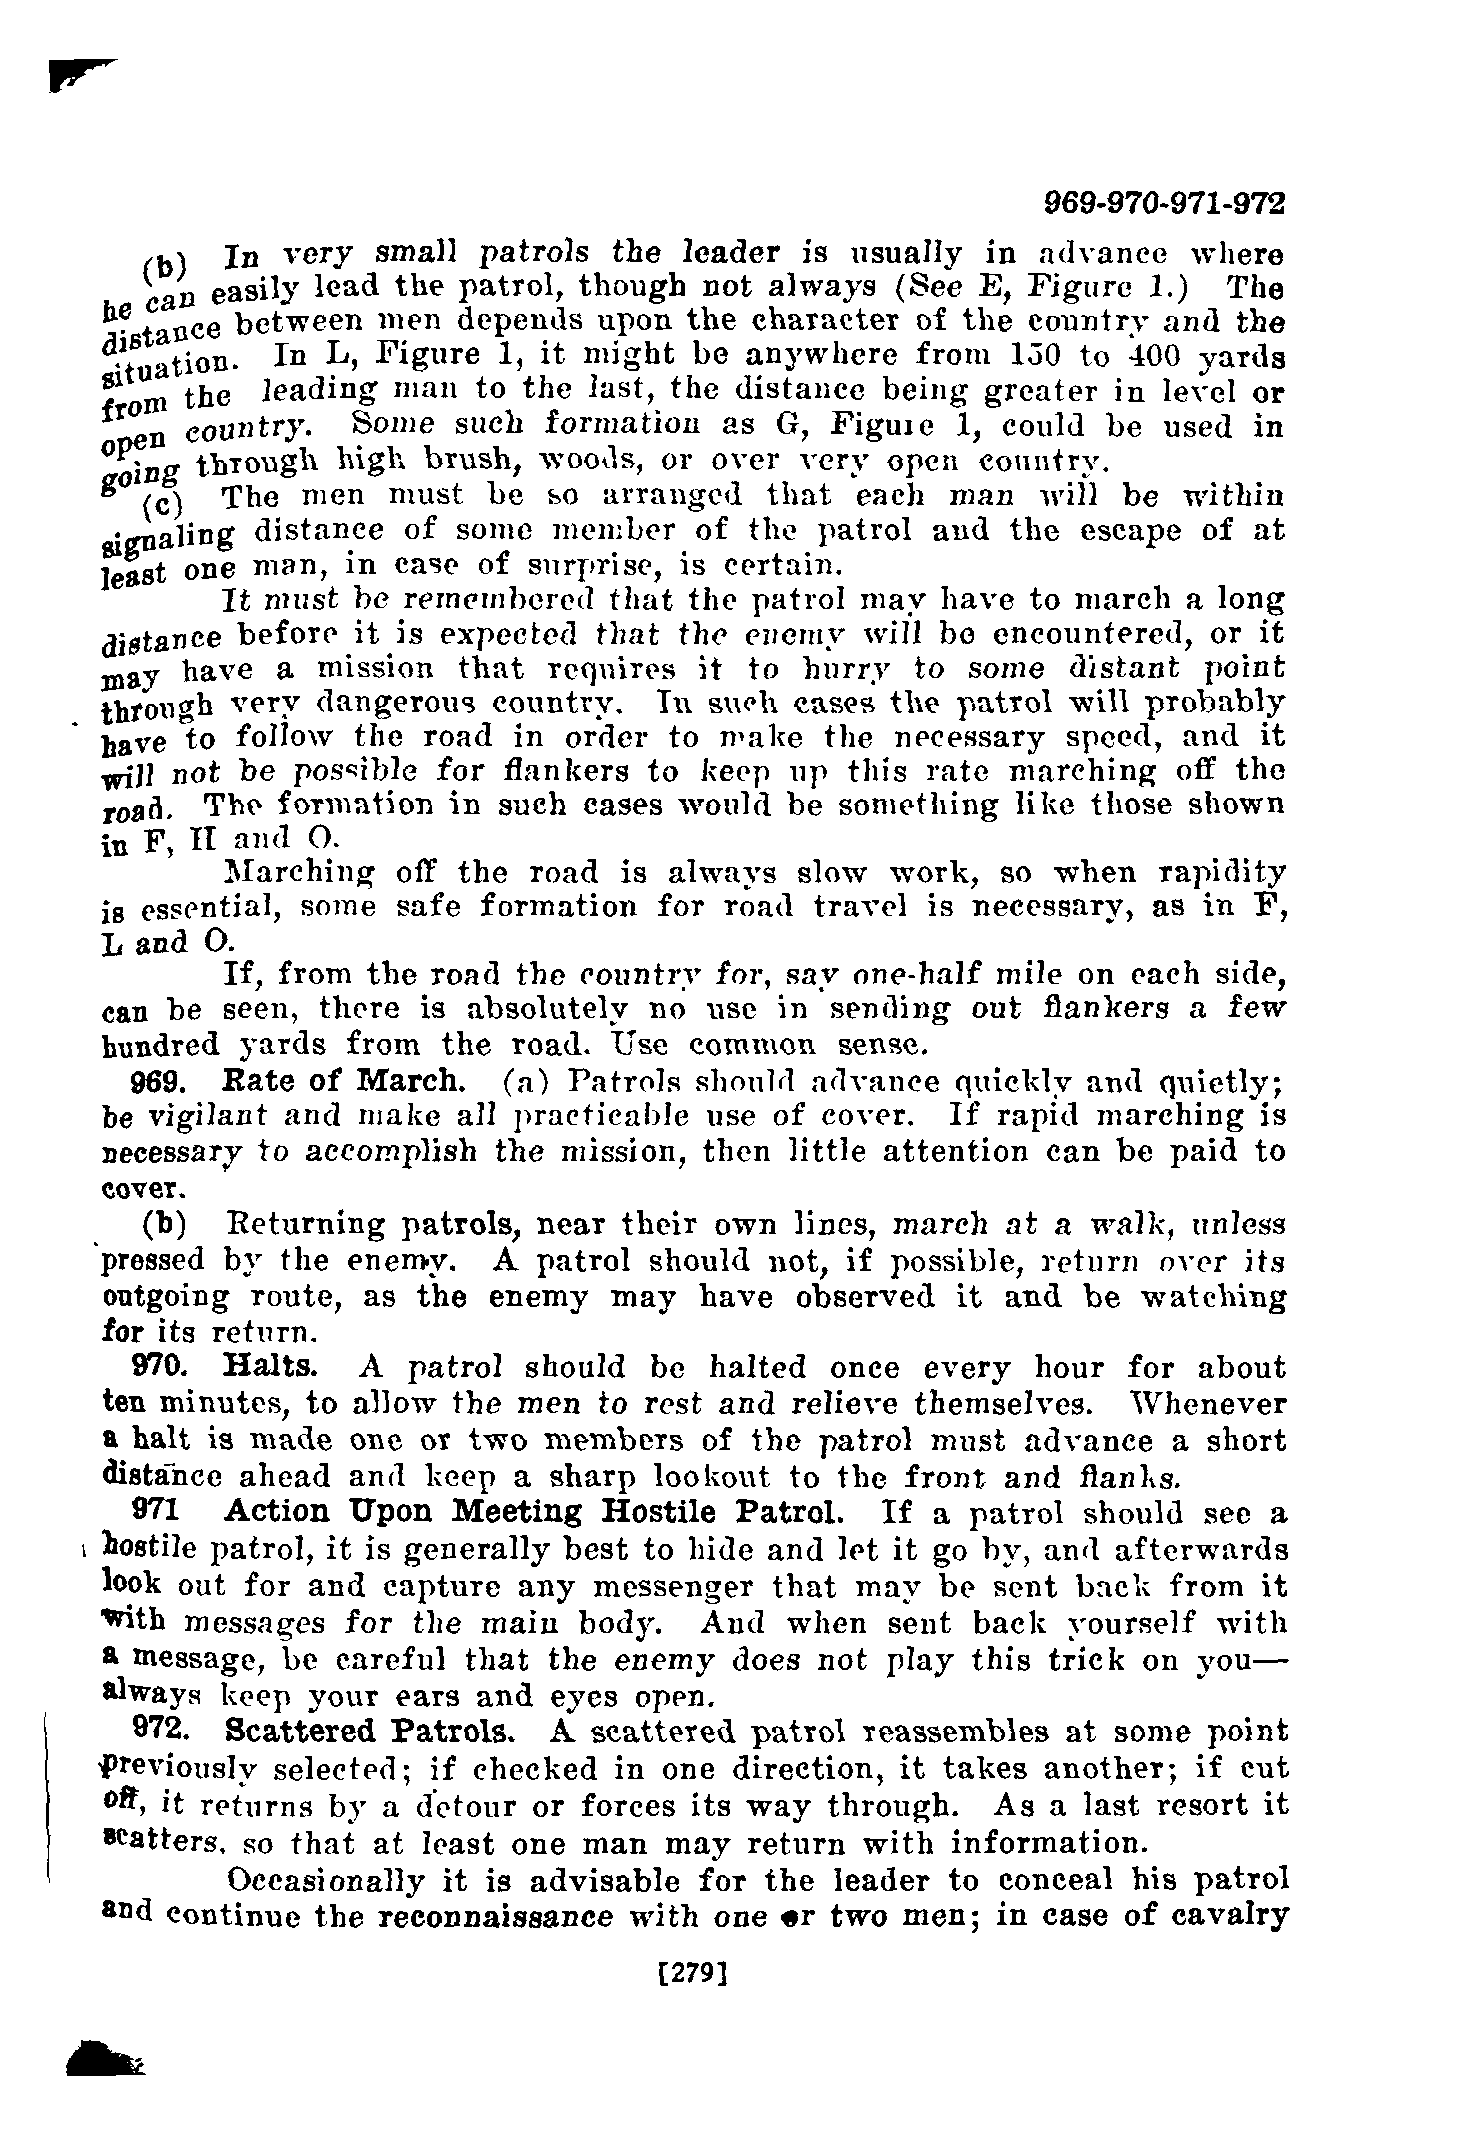 969-970-971-972
(b) In very small patrols the leader is usually in advance where
he can easily lead the patrol, though not always (See E, Figure 1.) The
distance between men depends upon the character of the country and the
situation. In L, Figure 1, it might be anywhere from 150 to 400 yards
from the leading man to the last, the distance being greater in level or
open country. Some such formation as G, Figure 1, could be used in
going through high brush, woods, or over very open country.
(c) The men must be so arranged that each man will be within
signaling distance of some member of the patrol and the escape of at
least one man, in case of surprise, is certain.
It must be remembered that the patrol may have to march a long
distance before it is expected that the enemy will be encountered, or it
may have a mission that requires it to hurry to some distant point
through very dangerous country. In such cases the patrol will probably
have to follow the road in order to make the necessary speed, and it
will not be possible for flankers to keep up this rate marching off the
road. The formation in such cases would be something like those shown
in F, H and O.
Marching off the road is always slow work, so when rapidity
is essential, some safe formation for road travel is necessary, as in F,
L and O.
If, from the road the country for, say one-half mile on each side,
can be seen, there is absolutely no use in sending out flankers a few
hundred yards from the road. Use common sense.
969. Rate of March. (a) Patrols should advance quickly and quietly;
be vigilant and make all practicable use of cover. If rapid marching is
necessary to accomplish the mission, then little attention can be paid to
cover.
(b) Returning patrols, near their own lines, march at a walk, unless
pressed by the enemy. A patrol should not, if possible, return over its
outgoing route, as the enemy may have observed it and be watching
for its return.
970. Halts. A patrol should be halted once every hour for about
ten minutes, to allow the men to rest and relieve themselves. Whenever
a halt is made one or two members of the patrol must advance a short
distance ahead and keep a sharp lookout to the front and flanks.
971 Action Upon Meeting Hostile Patrol. If a patrol should see a
hostile patrol, it is generally best to hide and let it go by, and afterwards
look out for and capture any messenger that may be sent back from it
with messages for the main body. And when sent back yourself with
a message, be careful that the enemy does not play this trick on you—
always keep your ears and eyes open.
972. Scattered Patrols. A scattered patrol reassembles at some point
previously selected; if checked in one direction, it takes another; if cut
off, it returns by a detour or forces its way through. As a last resort it
scatters, so that at least one man may return with information.
Occasionally it is advisable for the leader to conceal his patrol
and continue the reconnaissance with one or two men; in case of cavalry
[279]